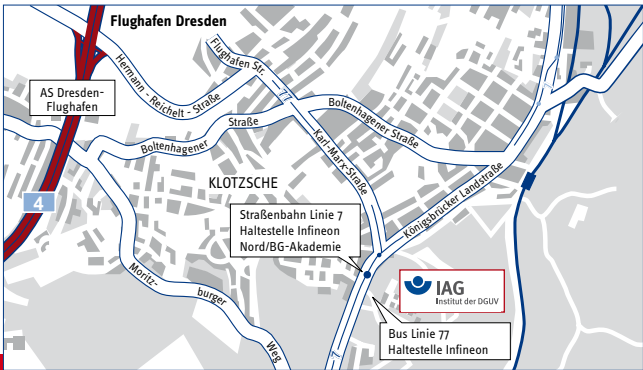 Flughafen Dresden
Flughafen Str.
77
Hermann - Reichelt - Straße
AS Dresden-
Flughafen
Boltenhagener
Straße
Boltenhagener Straße
Karl-Marx-Straße
7
KLOTZSCHE
4
Königsbrücker Landstraße
Straßenbahn Linie 7
Haltestelle Infineon
Nord/BG-Akademie
Moritz-
burger
Weg
IAG
Institut der DGUV
Bus Linie 77
Haltestelle Infineon
7